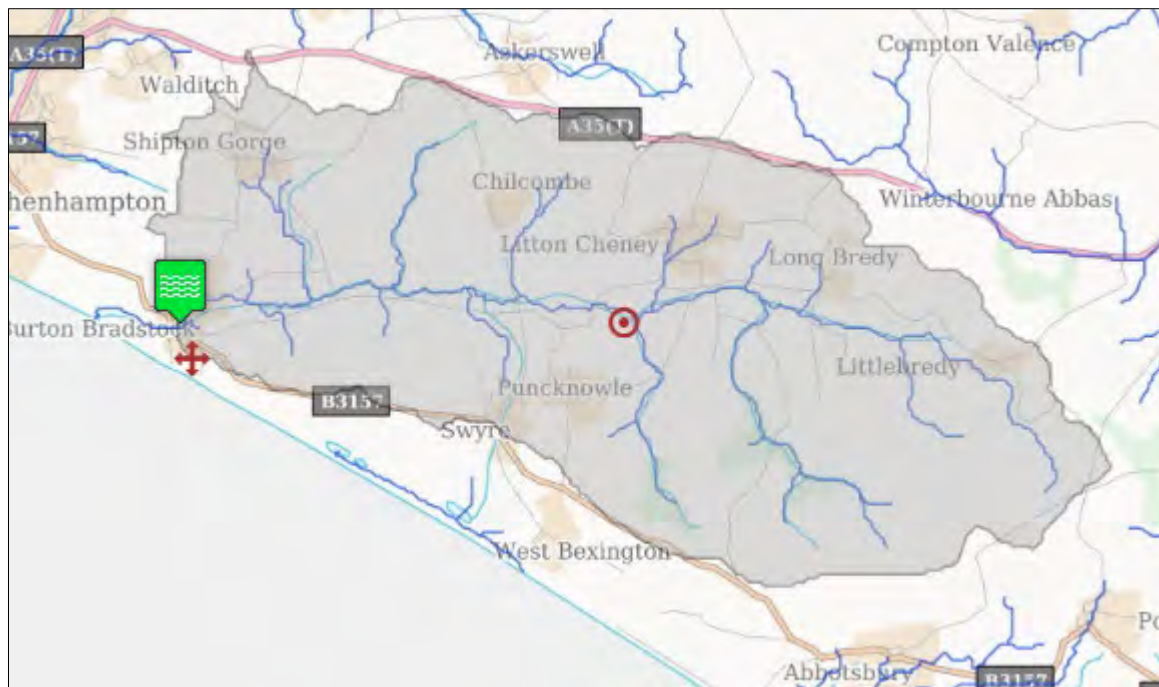 A35(T)
Askerswell
Compton Valence
Walditch
A35(T)
Shipton Gorge
Chilcombe
henhampton
Winterbourne Abbas
Litton Cheney
Long Bredy
Burton Bradstock
Littlebredy
Puncknowle
B3157
Swyre
West Bexington
Abbotsbury
B3157